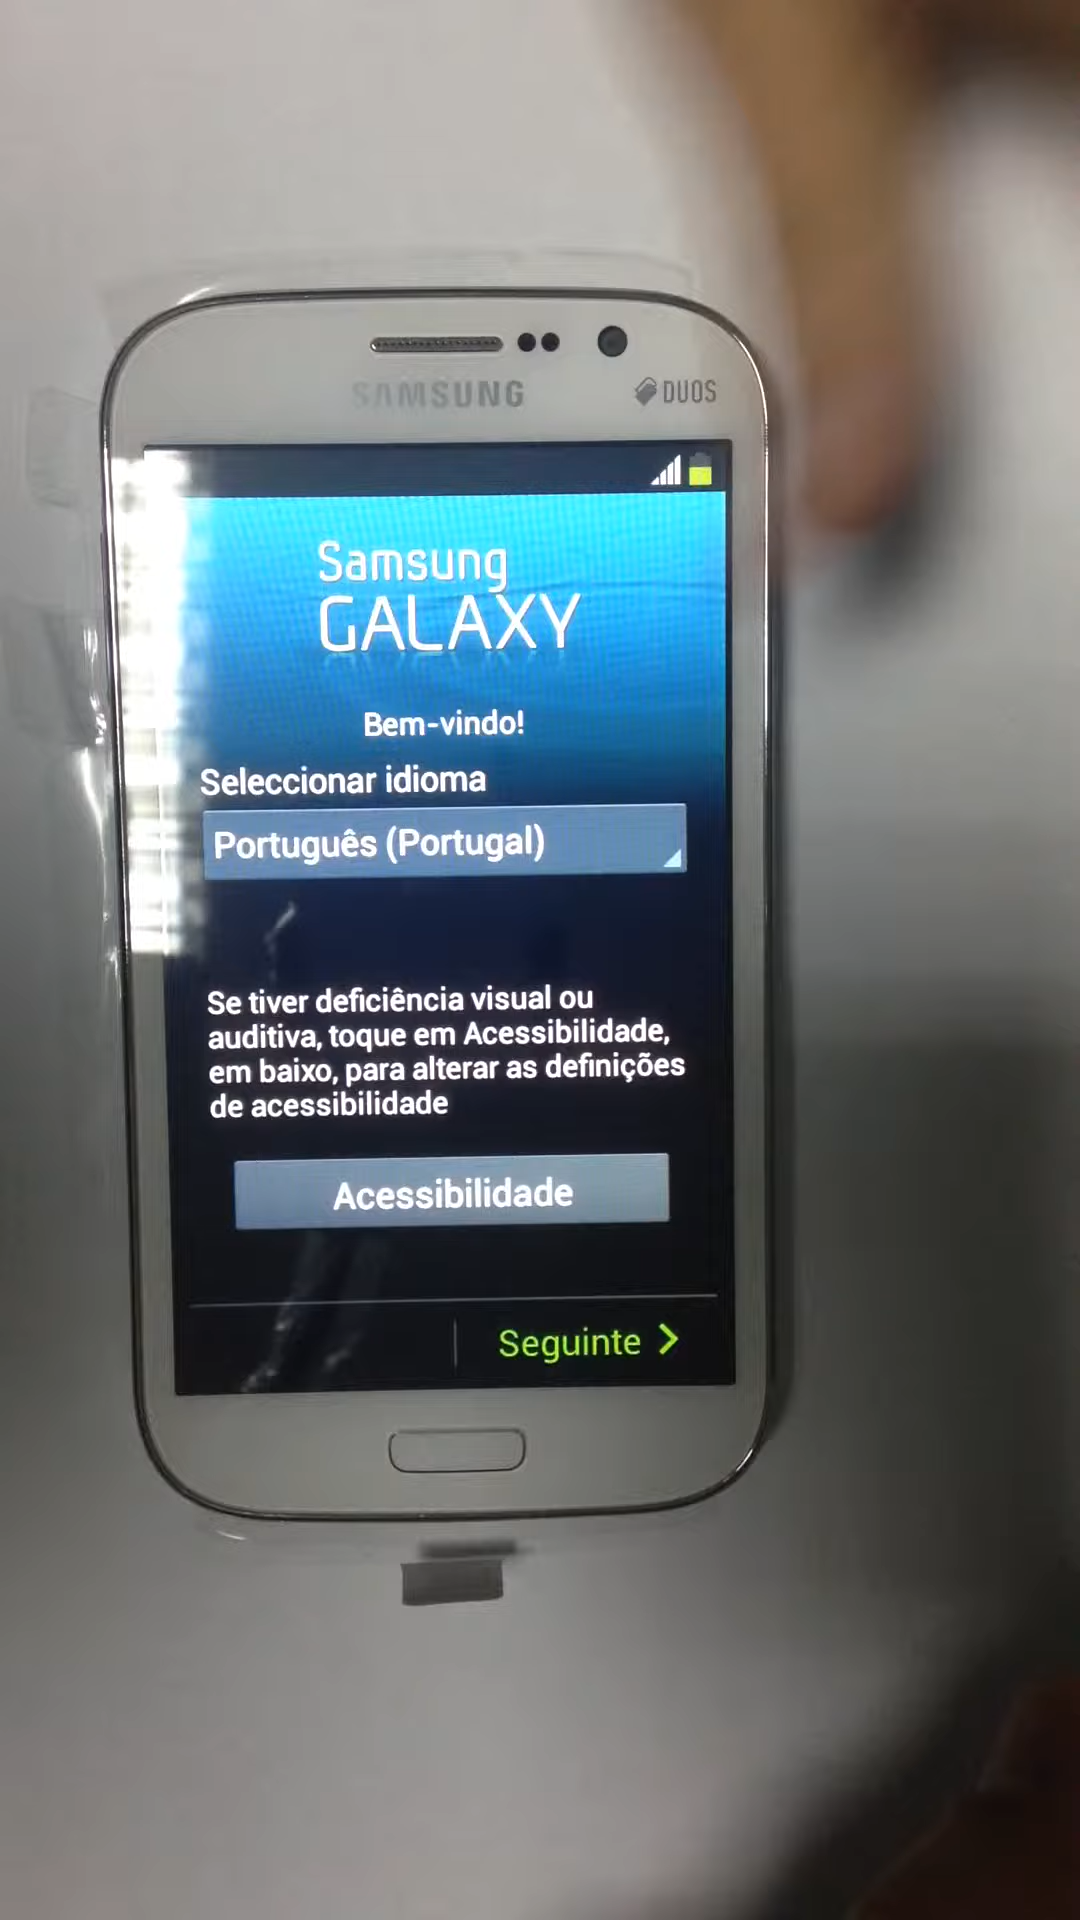 SAMSUNG
DUOS
Samsung
GALAXY
Bem-vindo!
Seleccionar idioma
Português (Portugal)
Se tiver deficiência visual ou
auditiva, toque em Acessibilidade,
em baixo, para alterar as definições
de acessibilidade
Acessibilidade
Seguinte